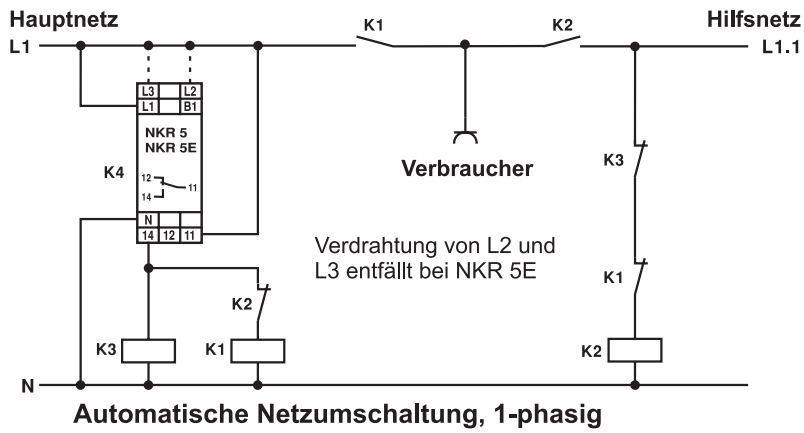 Hauptnetz
Hilfsnetz
L1
K1
K2
L1.1
L3 L2
L1 B1
NKR 5
NKR 5E
K4
12
11
14
N
14 12 11
Verbraucher
K3
Verdrahtung von L2 und
L3 entfällt bei NKR 5E
K1
K2
K3
K1
K2
N
Automatische Netzumschaltung, 1-phasig